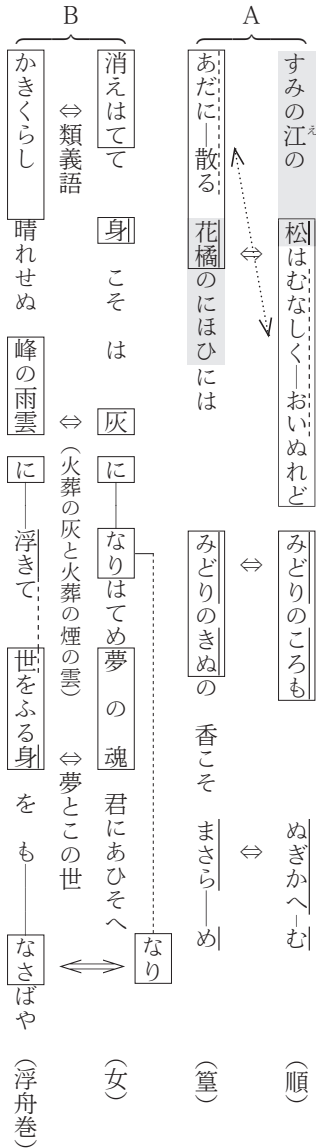 A
すみの江えの　松はむなしく―おいぬれど　みどりのころも　ぬぎかへ―む　（順）
⇔　⇔　⇔
あだに―散る　花橘のにほひには　みどりのきぬの　香こそ　まさら―め　（篁）
B
なり
消えはてて　身　こそ　は　灰　に―なりはてめ　夢　の　魂　君にあひそへ　（女）
⇔類義語　⇔（火葬の灰と火葬の煙の雲）　⇔夢とこの世
かきくらし　晴れせぬ　峰の雨雲　に―浮きて　世をふる身　を　も―なさばや　（浮舟巻）